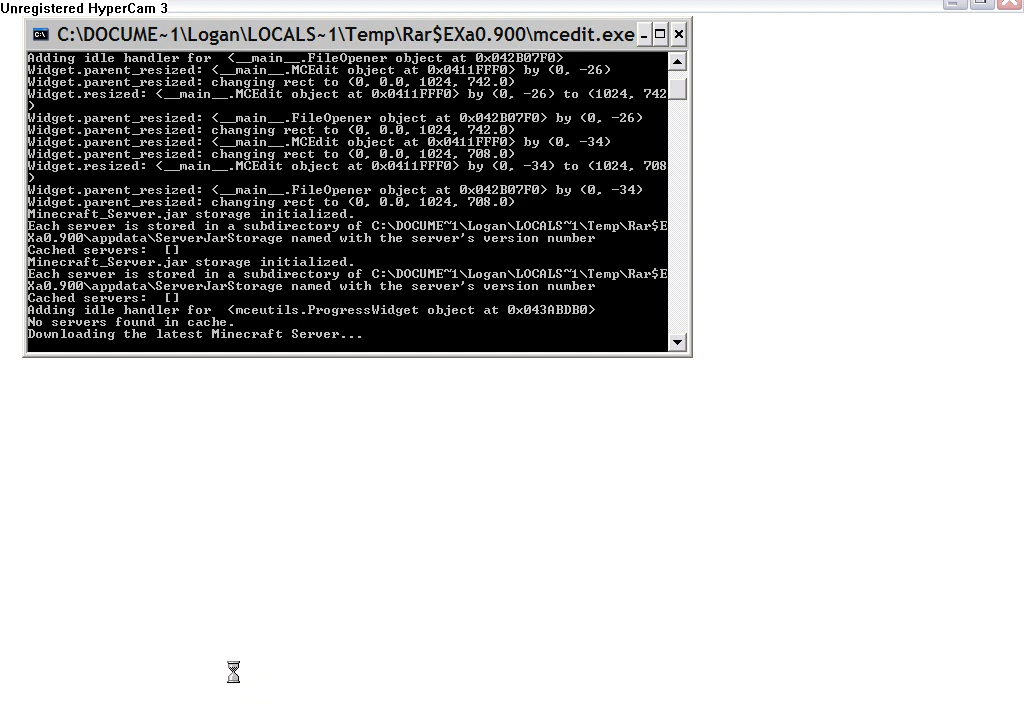 Unregistered HyperCam 3
C:\DOCUME~1\Logan\LOCALS~1\Temp\Rar$EXa0.900\mcedit.exe
Adding idle handler for  <__main__.FileOpener object at 0x042B07F0>
Widget.parent_resized: <__main__.MCEdit object at 0x0411FFF0> by (0, -26)
Widget.parent_resized: changing rect to (0, 0.0, 1024, 742.0)
Widget.resized: <__main__.MCEdit object at 0x0411FFF0> by (0, -26) to (1024, 742
)
Widget.parent_resized: <__main__.FileOpener object at 0x042B07F0> by (0, -26)
Widget.parent_resized: changing rect to (0, 0.0, 1024, 742.0)
Widget.parent_resized: <__main__.MCEdit object at 0x0411FFF0> by (0, -34)
Widget.parent_resized: changing rect to (0, 0.0, 1024, 708.0)
Widget.resized: <__main__.MCEdit object at 0x0411FFF0> by (0, -34) to (1024, 708
)
Widget.parent_resized: <__main__.FileOpener object at 0x042B07F0> by (0, -34)
Widget.parent_resized: changing rect to (0, 0.0, 1024, 708.0)
Minecraft_Server.jar storage initialized.
Each server is stored in a subdirectory of C:\DOCUME~1\Logan\LOCALS~1\Temp\Rar$E
Xa0.900\appdata\ServerJarStorage named with the server's version number
Cached servers:  []
Minecraft_Server.jar storage initialized.
Each server is stored in a subdirectory of C:\DOCUME~1\Logan\LOCALS~1\Temp\Rar$E
Xa0.900\appdata\ServerJarStorage named with the server's version number
Cached servers:  []
Adding idle handler for  <mceutils.ProgressWidget object at 0x043ABDB0>
No servers found in cache.
Downloading the latest Minecraft Server...